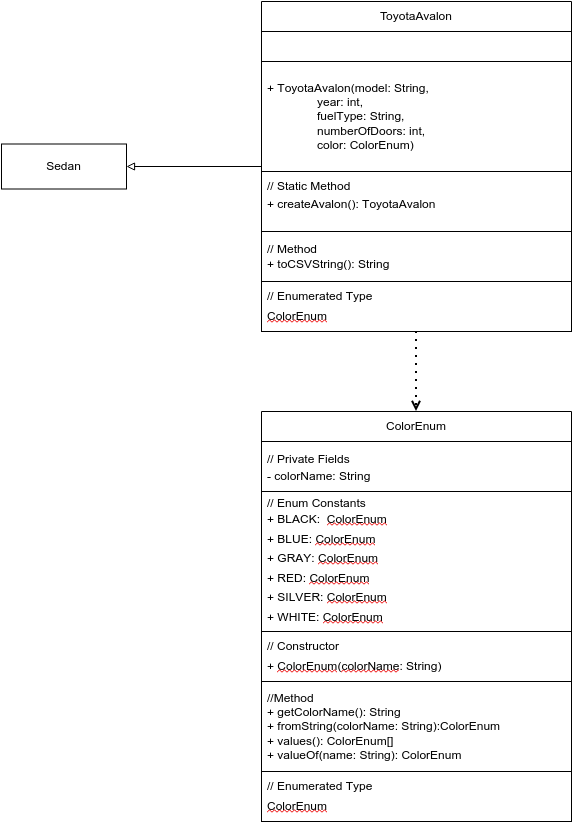 ToyotaAvalon
+ ToyotaAvalon(model: String,
year: int,
fuelType: String,
numberOfDoors: int,
color: ColorEnum)
Sedan
// Static Method
+ createAvalon(): ToyotaAvalon
// Method
+ toCSVString(): String
// Enumerated Type
ColorEnum
ColorEnum
// Private Fields
- colorName: String
// Enum Constants
+ BLACK:  ColorEnum
+ BLUE: ColorEnum
+ GRAY: ColorEnum
+ RED: ColorEnum
+ SILVER: ColorEnum
+ WHITE: ColorEnum
// Constructor
+ ColorEnum(colorName: String)
//Method
+ getColorName(): String
+ fromString(colorName: String):ColorEnum
+ values(): ColorEnum[]
+ valueOf(name: String): ColorEnum
// Enumerated Type
ColorEnum